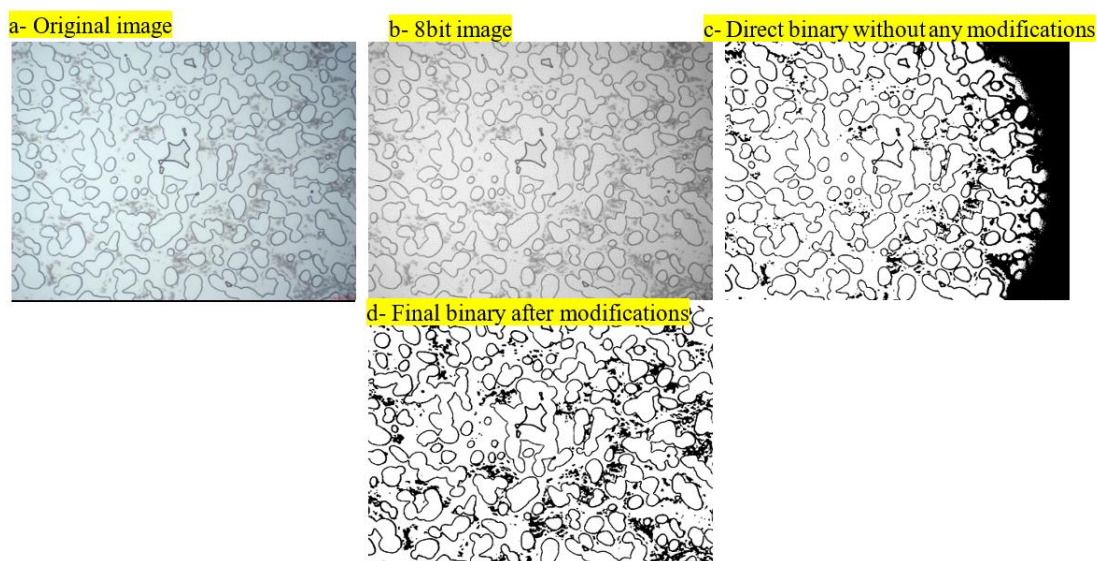 a- Original image
b- 8bit image
c- Direct binary without any modifications
d- Final binary after modifications